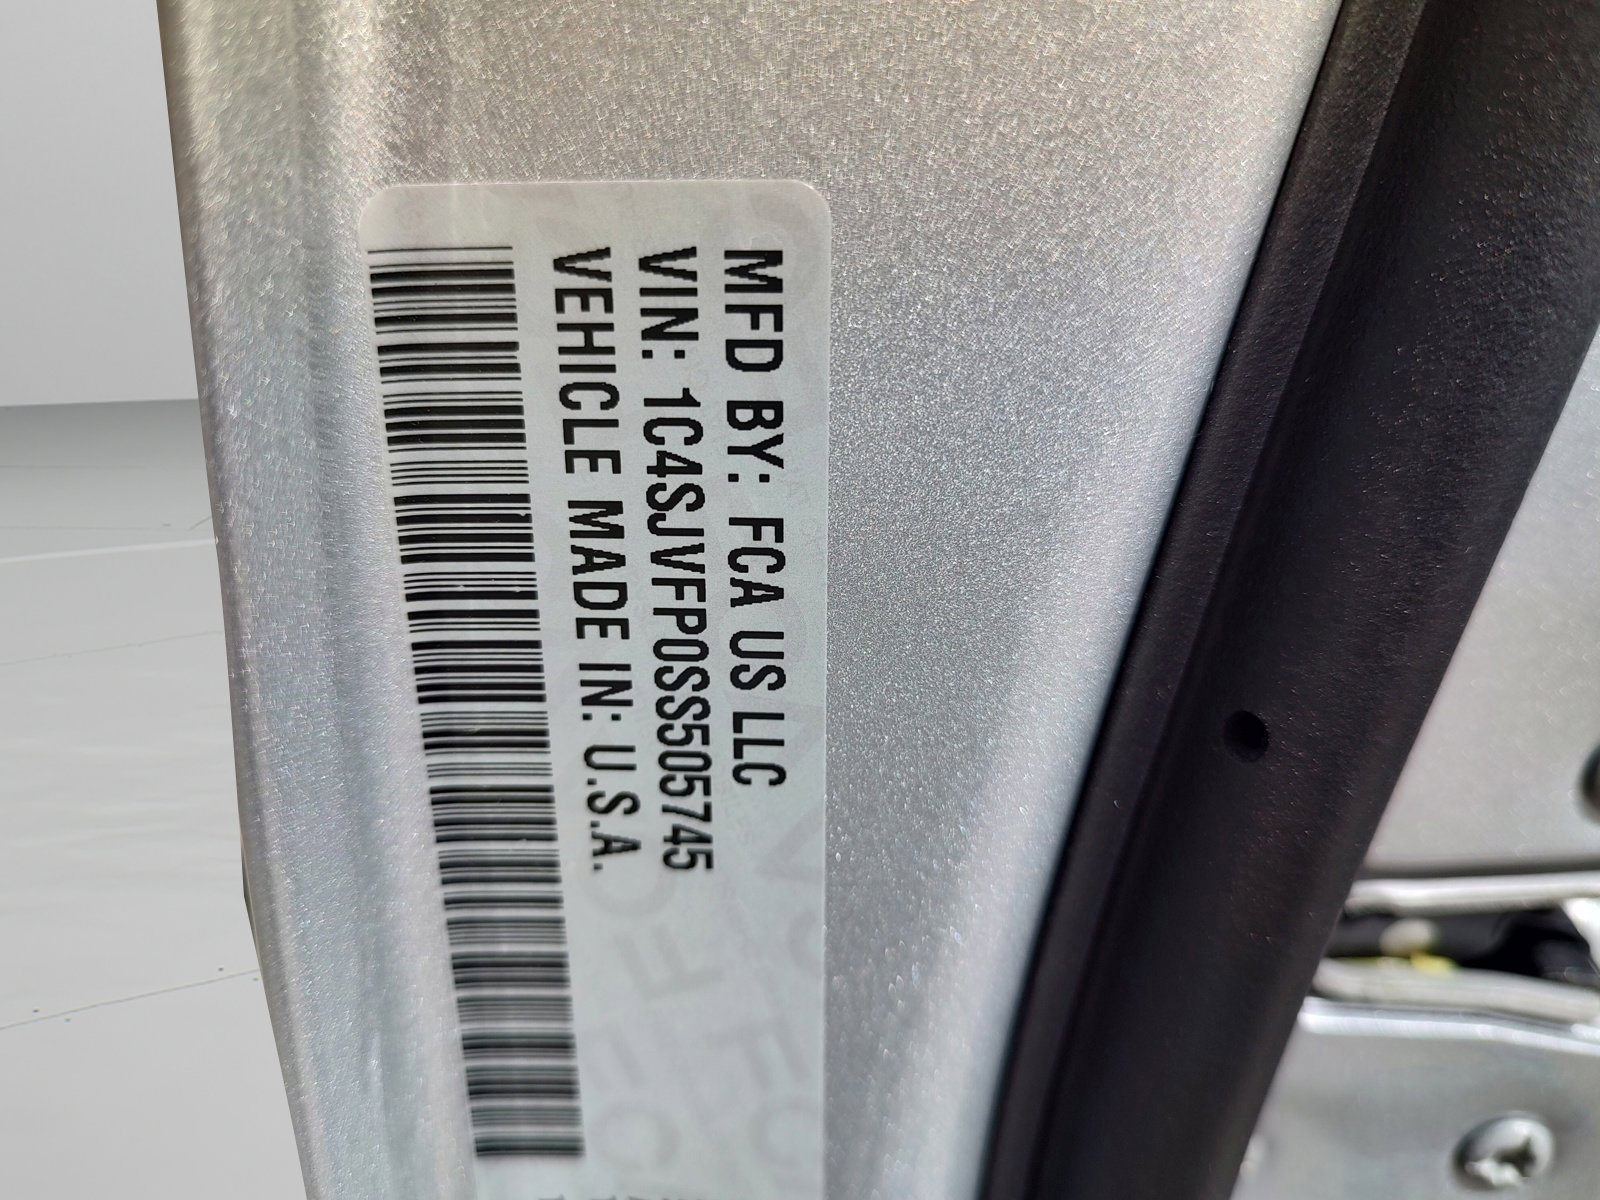 MFD BY: FCA US LLC
VIN: 1C4SJVFP0SS505745
VEHICLE MADE IN: U.S.A.